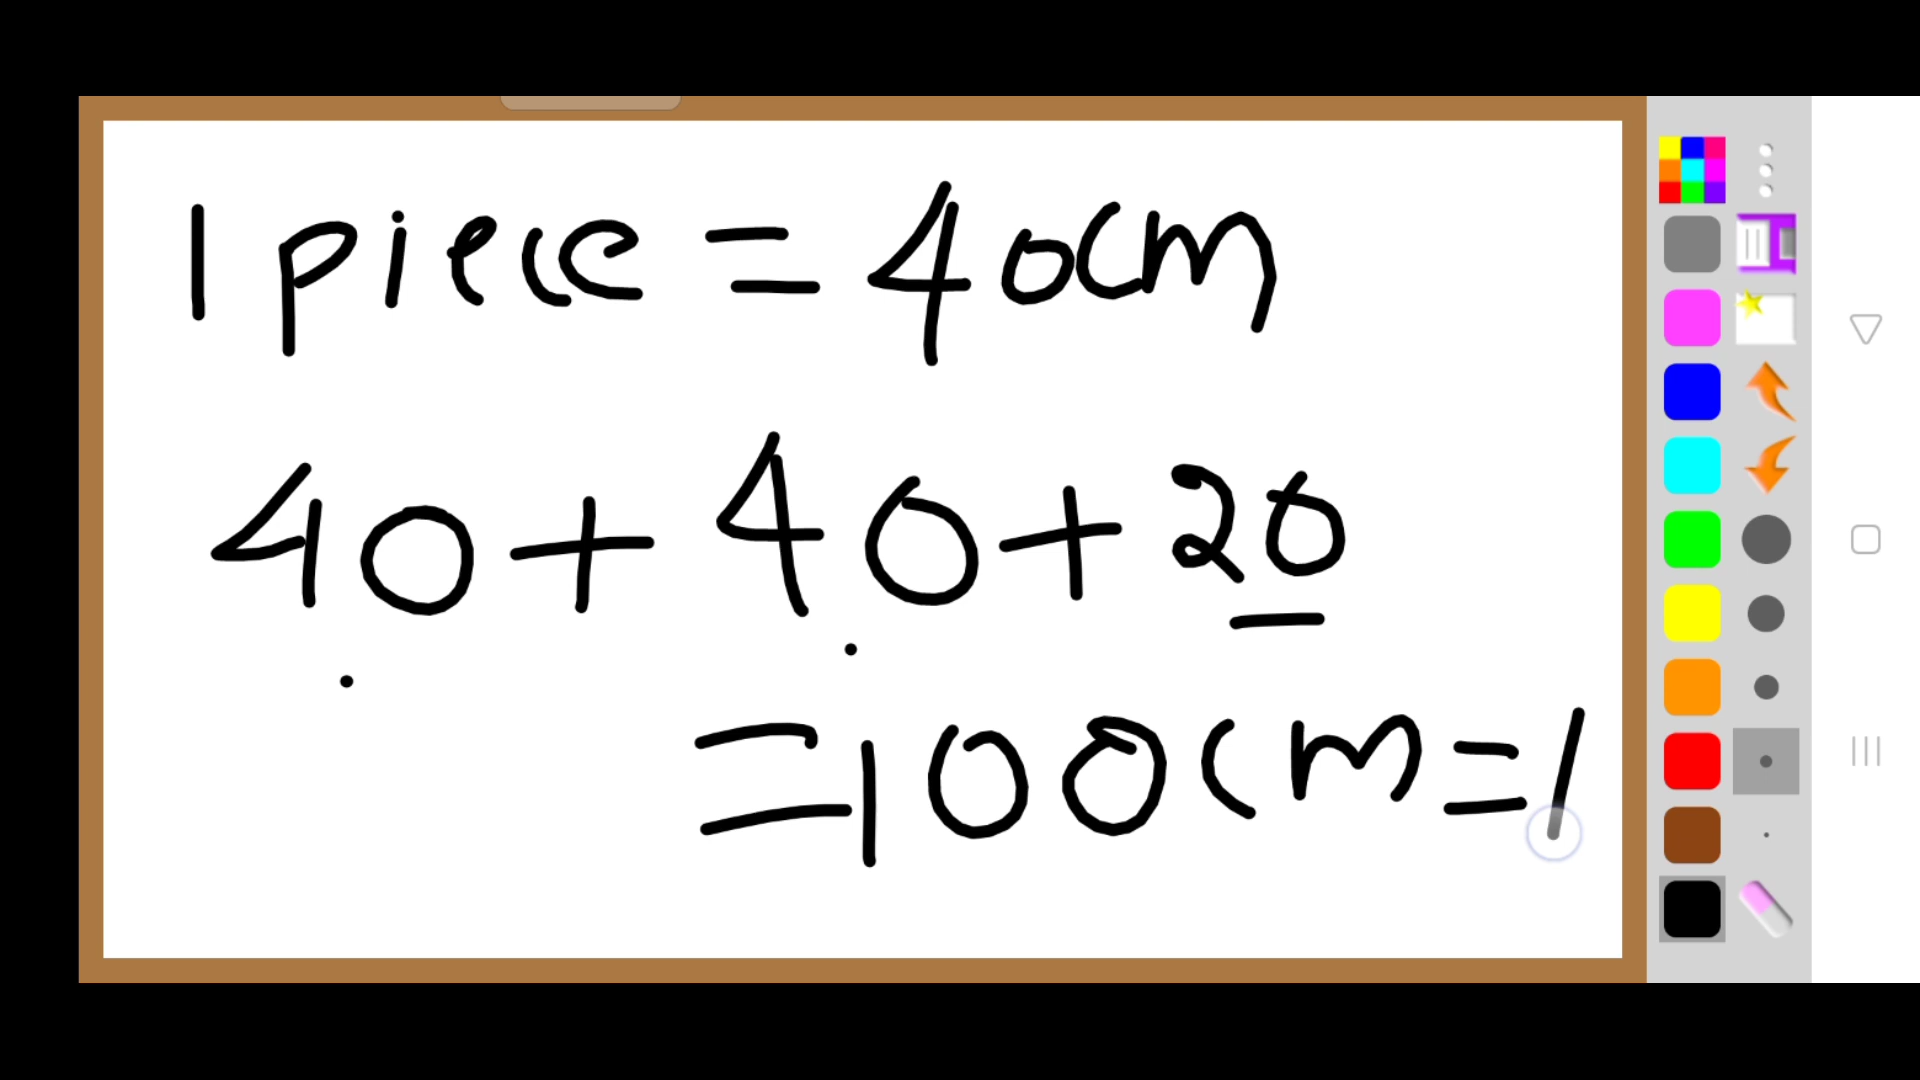 1 piece = 40cm
40 + 40 + 20
= 100cm = 1